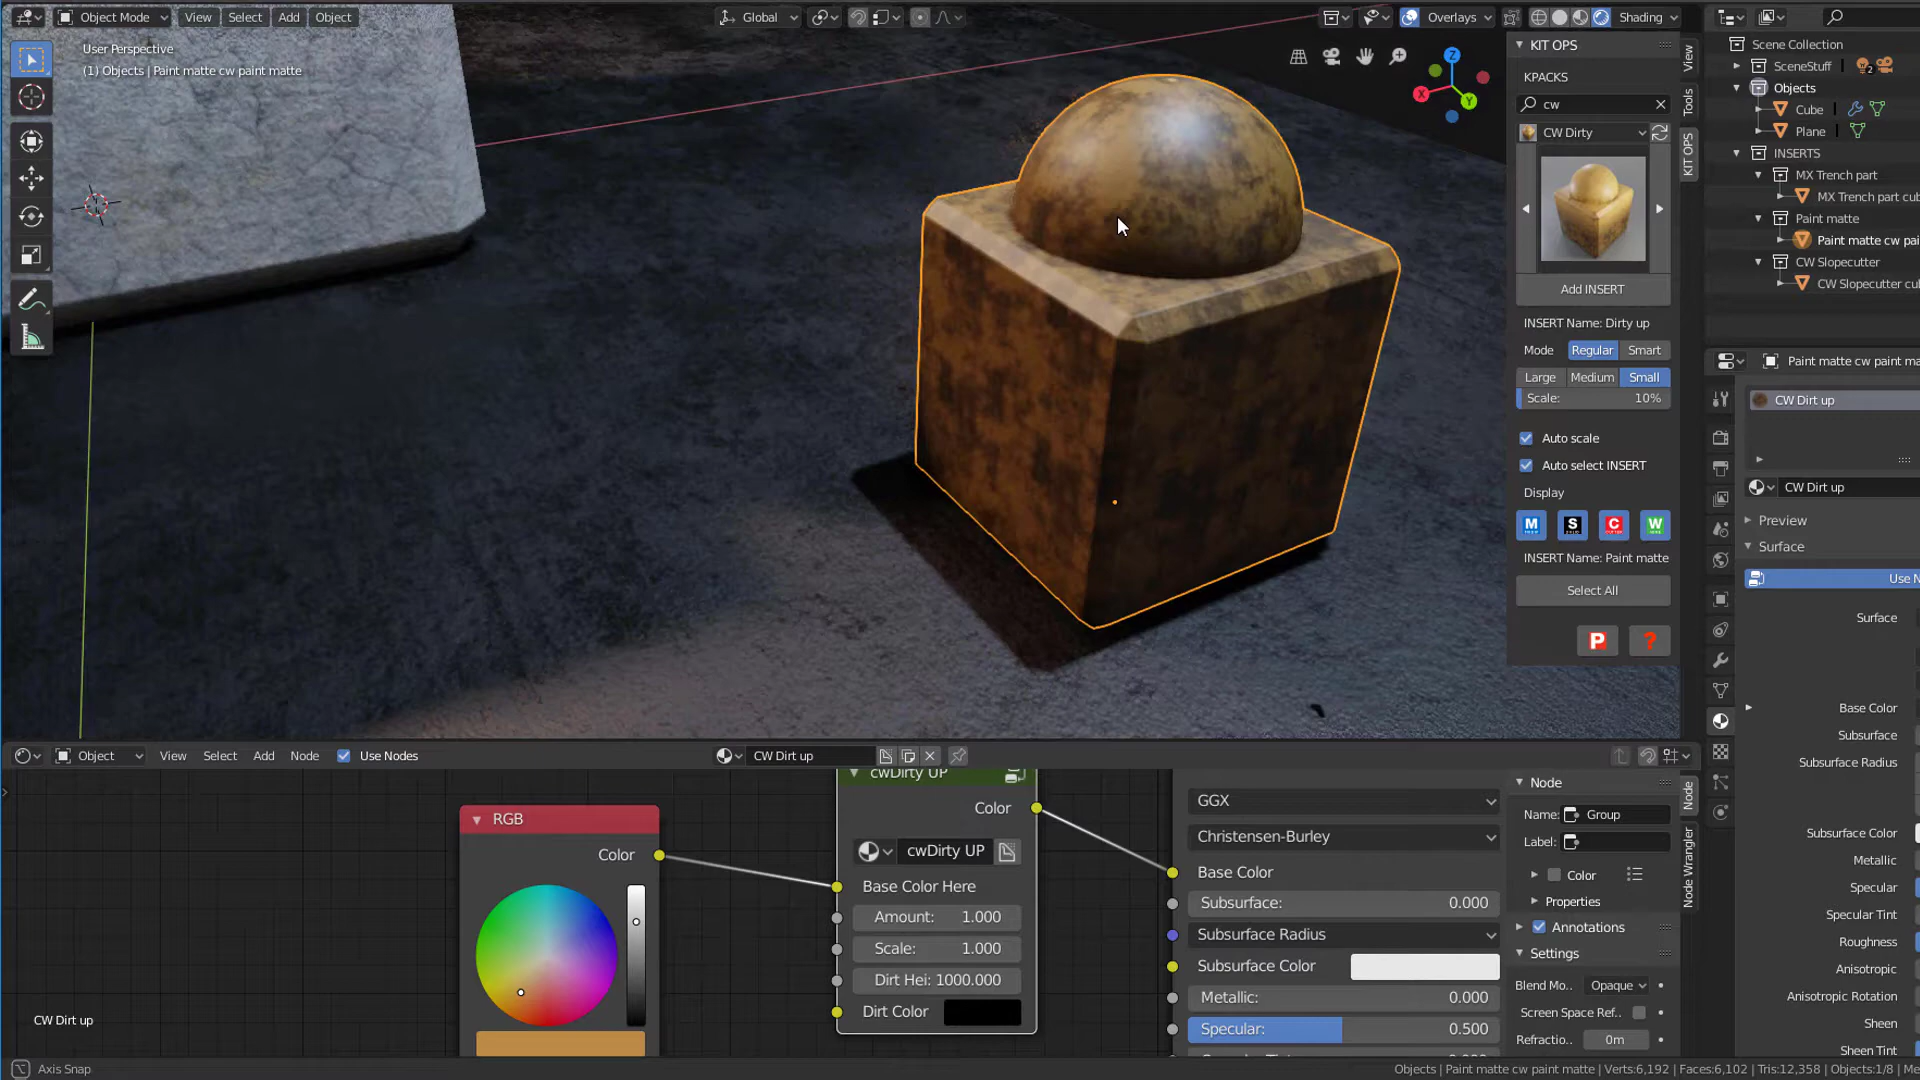 Object Mode View Select Add Object Global Overlays Shading
User Perspective
(1) Objects | Paint matte cw paint matte
Z
X
Y
KIT OPS
KPACKS
cw
CW Dirty
Add INSERT
INSERT Name: Dirty up
Mode Regular Smart
Large Medium Small
Scale: 10%
Auto scale
Auto select INSERT
Display
M S C W
INSERT Name: Paint matte
Select All
P ?
View
Tools
KIT OPS
Scene Collection
SceneStuff 2
Objects
Cube
Plane
INSERTS
MX Trench part
MX Trench part cub
Paint matte
Paint matte cw pai
CW Slopecutter
CW Slopecutter cu
Paint matte cw paint ma
CW Dirt up
CW Dirt up
Preview
Surface
Use N
Surface
Base Color
Subsurface
Subsurface Radius
Subsurface Color
Metallic
Specular
Specular Tint
Roughness
Anisotropic
Anisotropic Rotation
Sheen
Sheen Tint
Object View Select Add Node Use Nodes CW Dirt up
RGB
Color
cwDirty UP
Color
cwDirty UP
Base Color Here
Amount: 1.000
Scale: 1.000
Dirt Hei: 1000.000
Dirt Color
GGX
Christensen-Burley
Base Color
Subsurface: 0.000
Subsurface Radius
Subsurface Color
Metallic: 0.000
Specular: 0.500
Node
Name: Group
Label:
Color
Properties
Annotations
Settings
Blend Mo.. Opaque
Screen Space Ref..
Refractio.. 0m
Node
Node Wrangler
CW Dirt up
Axis Snap
Objects | Paint matte cw paint matte | Verts:6,192 | Faces:6,102 | Tris:12,358 | Objects:1/8 | Me